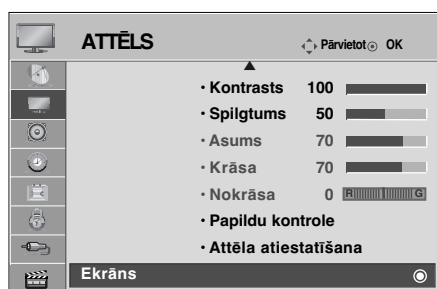 ATTĒLS Pārvietot OK
• Kontrasts 100
• Spilgtums 50
• Asums 70
• Krāsa 70
• Nokrāsa 0 R G
• Papildu kontrole
• Attēla atiestatīšana
Ekrāns